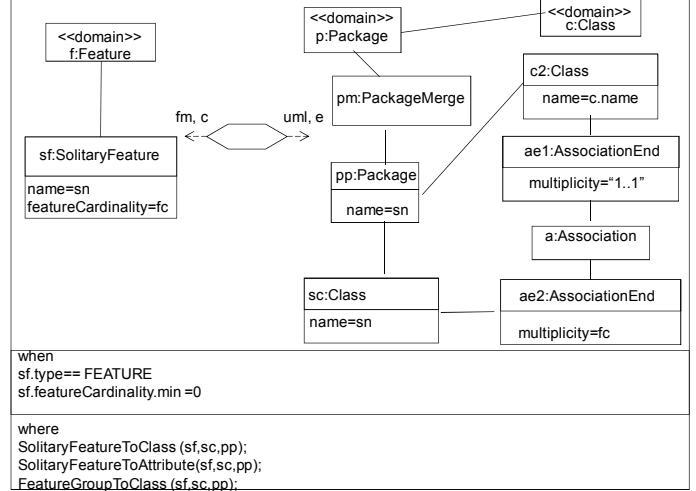 <<domain>>
f:Feature
<<domain>>
p:Package
<<domain>>
c:Class
c2:Class
name=c.name
pm:PackageMerge
fm, c
uml, e
sf:SolitaryFeature
name=sn
featureCardinality=fc
ae1:AssociationEnd
multiplicity=“1..1”
pp:Package
name=sn
a:Association
sc:Class
name=sn
ae2:AssociationEnd
multiplicity=fc
when
sf.type== FEATURE
sf.featureCardinality.min =0
where
SolitaryFeatureToClass (sf,sc,pp);
SolitaryFeatureToAttribute(sf,sc,pp);
FeatureGroupToClass (sf,sc,pp);